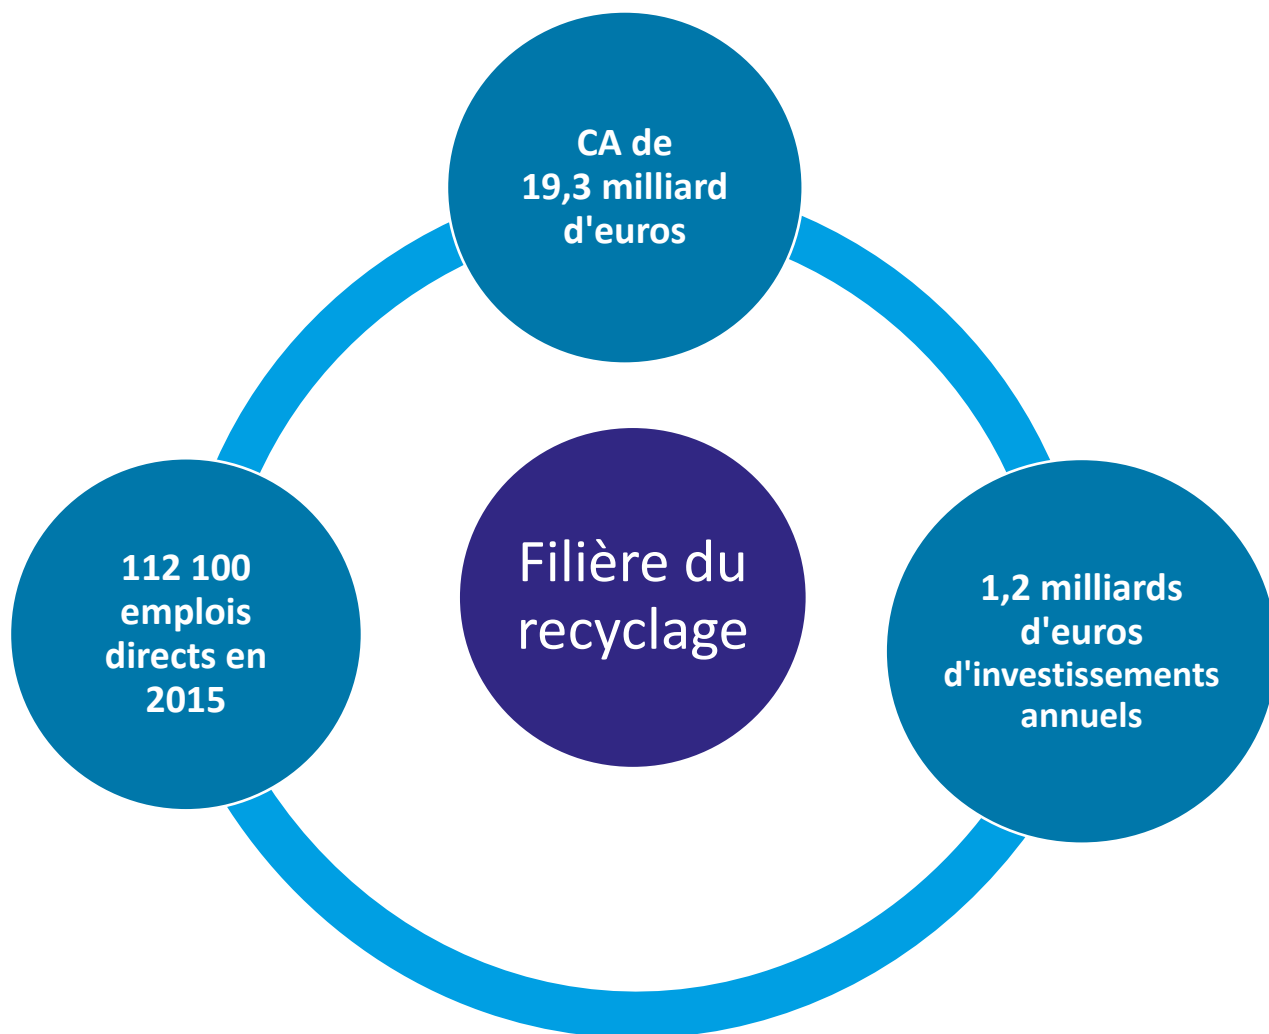 CA de
19,3 milliard
d'euros
Filière du
recyclage
112 100
emplois
directs en
2015
1,2 milliards
d'euros
d'investissements
annuels